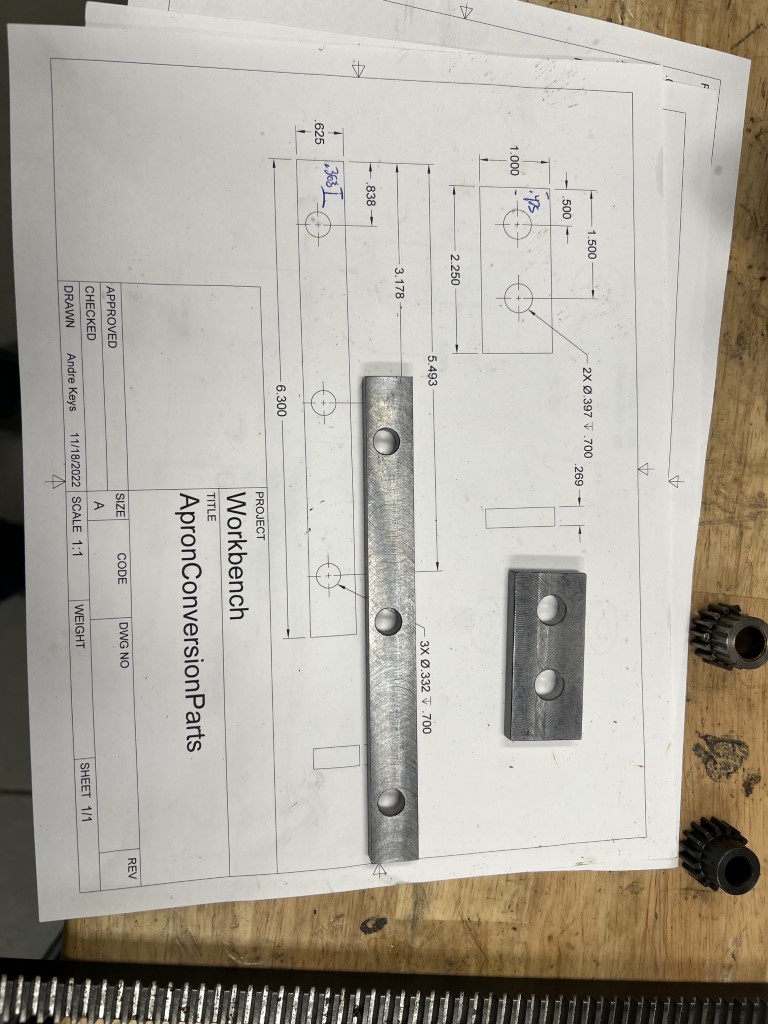 1.500
2X Ø.397 ↧ .700
.269
.500
1.000
2.250
5.493
3X Ø.332 ↧ .700
3.178
.838
.368
.625
6.300
PROJECT
Workbench
TITLE
ApronConversionParts
APPROVED
CHECKED
DRAWN Andre Keys 11/18/2022
SIZE
A
CODE
DWG NO
REV
SCALE 1:1
WEIGHT
SHEET 1/1